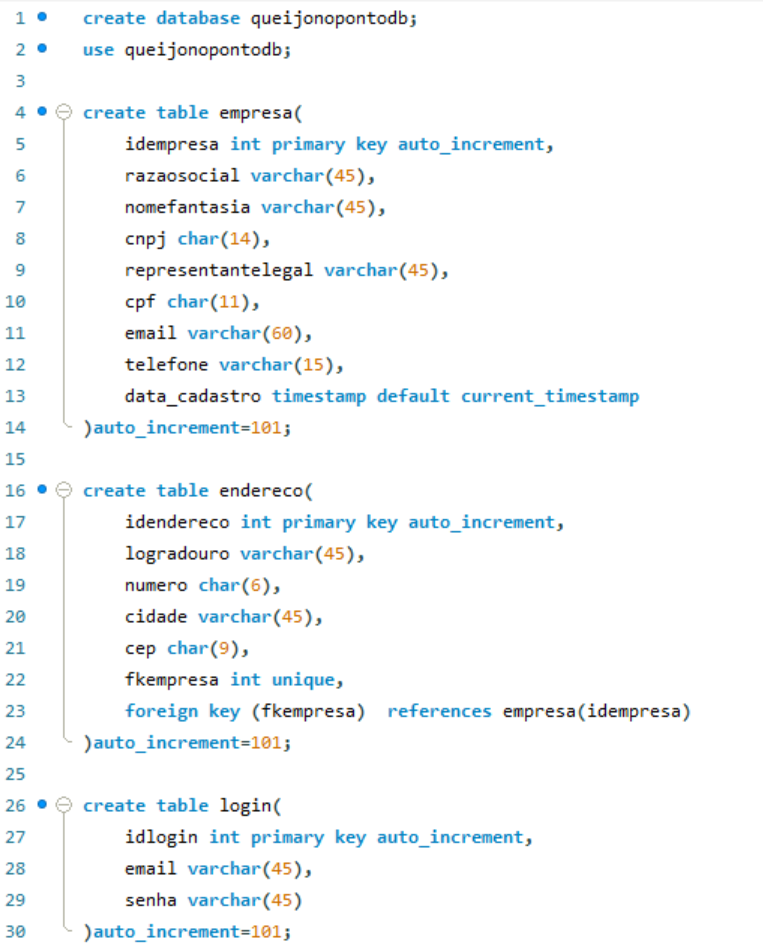 1 create database queijonopontodb;
2 use queijonopontodb;
3
4 create table empresa(
5 idempresa int primary key auto_increment,
6 razaosocial varchar(45),
7 nomefantasia varchar(45),
8 cnpj char(14),
9 representantelegal varchar(45),
10 cpf char(11),
11 email varchar(60),
12 telefone varchar(15),
13 data_cadastro timestamp default current_timestamp
14 )auto_increment=101;
15
16 create table endereco(
17 idendereco int primary key auto_increment,
18 logradouro varchar(45),
19 numero char(6),
20 cidade varchar(45),
21 cep char(9),
22 fkempresa int unique,
23 foreign key (fkempresa)  references empresa(idempresa)
24 )auto_increment=101;
25
26 create table login(
27 idlogin int primary key auto_increment,
28 email varchar(45),
29 senha varchar(45)
30 )auto_increment=101;